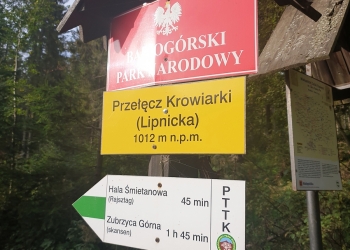 BABIOGÓRSKI
PARK NARODOWY
Przełęcz Krowiarki
(Lipnicka)
1012 m n.p.m.
Hala Śmietanowa 45 min
(Rajsztag)
Zubrzyca Górna 1 h 45 min
(skansen)
PTTK